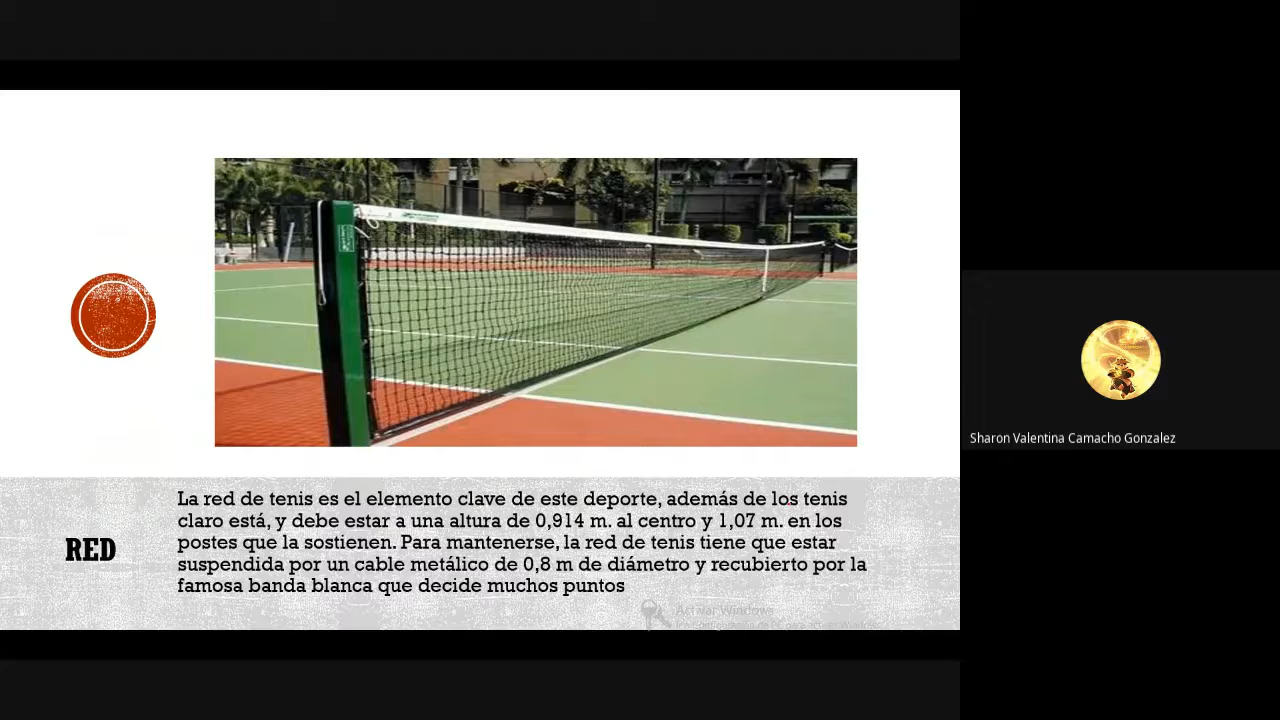 RED
La red de tenis es el elemento clave de este deporte, además de los tenis
claro está, y debe estar a una altura de 0,914 m. al centro y 1,07 m. en los
postes que la sostienen. Para mantenerse, la red de tenis tiene que estar
suspendida por un cable metálico de 0,8 m de diámetro y recubierto por la
famosa banda blanca que decide muchos puntos
Activar Windows
Sharon Valentina Camacho Gonzalez